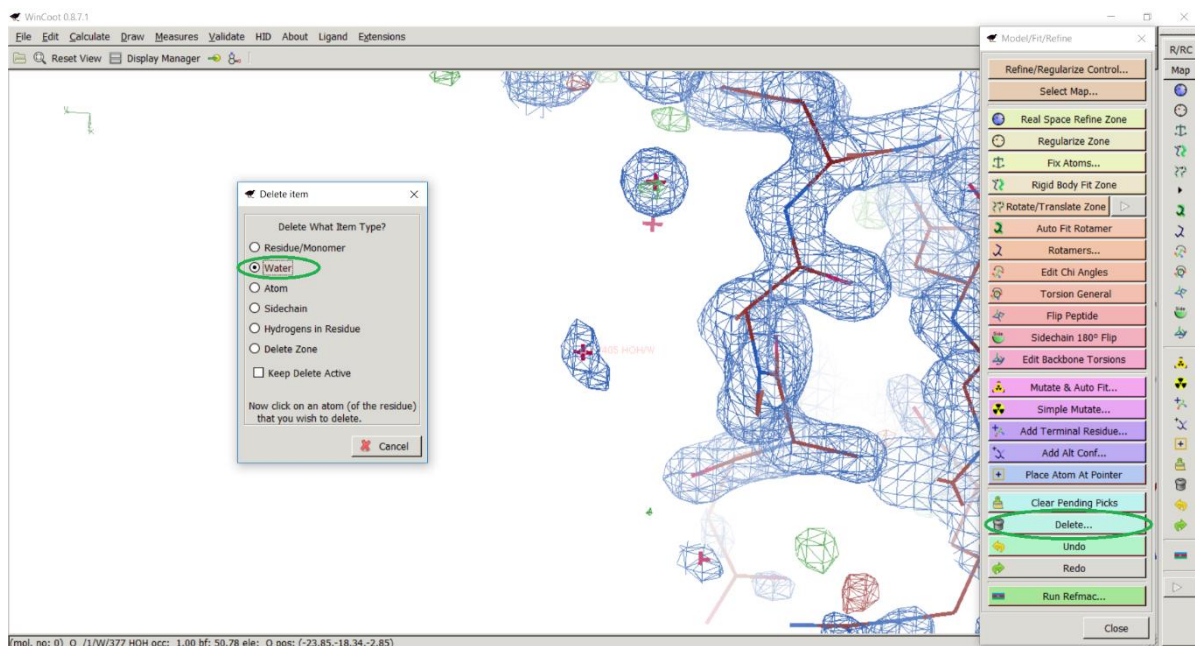 WinCoot 0.8.7.1
File Edit Calculate Draw Measures Validate HID About Ligand Extensions
Reset View Display Manager
Model/Fit/Refine
R/RC
Map
Refine/Regularize Control...
Select Map...
Real Space Refine Zone
Regularize Zone
Fix Atoms...
Rigid Body Fit Zone
Rotate/Translate Zone
Auto Fit Rotamer
Rotamers...
Edit Chi Angles
Torsion General
Flip Peptide
Sidechain 180° Flip
Edit Backbone Torsions
Mutate & Auto Fit...
Simple Mutate...
Add Terminal Residue...
Add Alt Conf...
Place Atom At Pointer
Clear Pending Picks
Delete...
Undo
Redo
Run Refmac...
Close
Delete item
Delete What Item Type?
Residue/Monomer
Water
Atom
Sidechain
Hydrogens in Residue
Delete Zone
Keep Delete Active
Now click on an atom (of the residue)
that you wish to delete.
Cancel
405 HOH/W
(mol. no: 0) O /1/W/377 HOH occ: 1.00 bf: 50.78 ele: O pos: (-23.85,-18.34,-2.85)